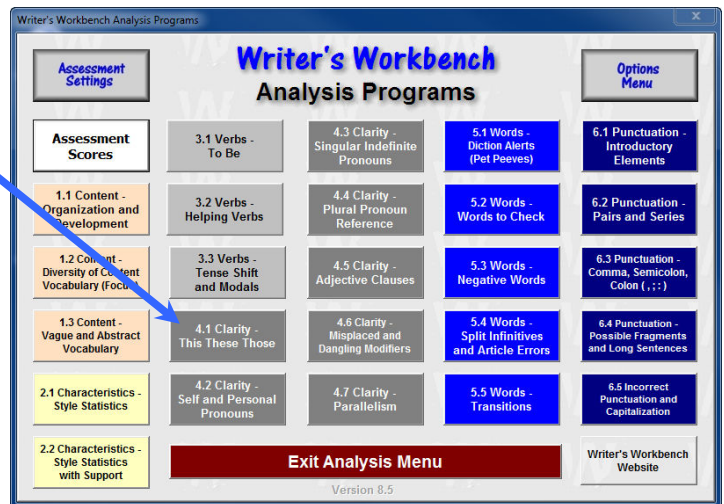 Writer's Workbench Analysis Programs
X
Assessment
Settings
Writer's Workbench
Analysis Programs
Options
Menu
Assessment
Scores
3.1 Verbs -
To Be
4.3 Clarity -
Singular Indefinite
Pronouns
5.1 Words -
Diction Alerts
(Pet Peeves)
6.1 Punctuation -
Introductory
Elements
1.1 Content -
Organization and
Development
3.2 Verbs -
Helping Verbs
4.4 Clarity -
Plural Pronoun
Reference
5.2 Words -
Words to Check
6.2 Punctuation -
Pairs and Series
1.2 Content -
Diversity of Content
Vocabulary (Focus)
3.3 Verbs -
Tense Shift
and Modals
4.5 Clarity -
Adjective Clauses
5.3 Words -
Negative Words
6.3 Punctuation -
Comma, Semicolon,
Colon ( , ; : )
1.3 Content -
Vague and Abstract
Vocabulary
4.1 Clarity -
This These Those
4.6 Clarity -
Misplaced and
Dangling Modifiers
5.4 Words -
Split Infinitives
and Article Errors
6.4 Punctuation -
Possible Fragments
and Long Sentences
2.1 Characteristics -
Style Statistics
4.2 Clarity -
Self and Personal
Pronouns
4.7 Clarity -
Parallelism
5.5 Words -
Transitions
6.5 Incorrect
Punctuation and
Capitalization
2.2 Characteristics -
Style Statistics
with Support
Exit Analysis Menu
Writer's Workbench
Website
Version 8.5